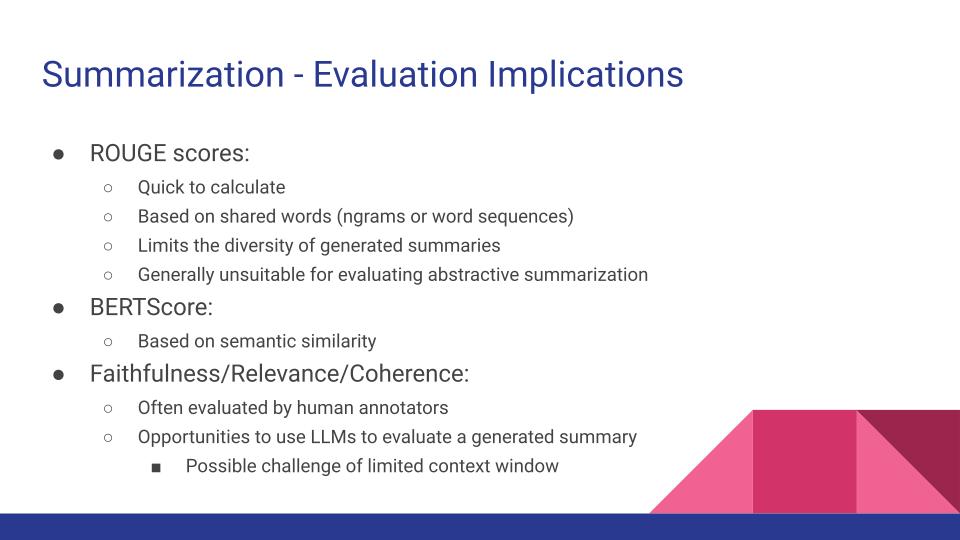 Summarization - Evaluation Implications
● ROUGE scores:
○ Quick to calculate
○ Based on shared words (ngrams or word sequences)
○ Limits the diversity of generated summaries
○ Generally unsuitable for evaluating abstractive summarization
● BERTScore:
○ Based on semantic similarity
● Faithfulness/Relevance/Coherence:
○ Often evaluated by human annotators
○ Opportunities to use LLMs to evaluate a generated summary
■ Possible challenge of limited context window